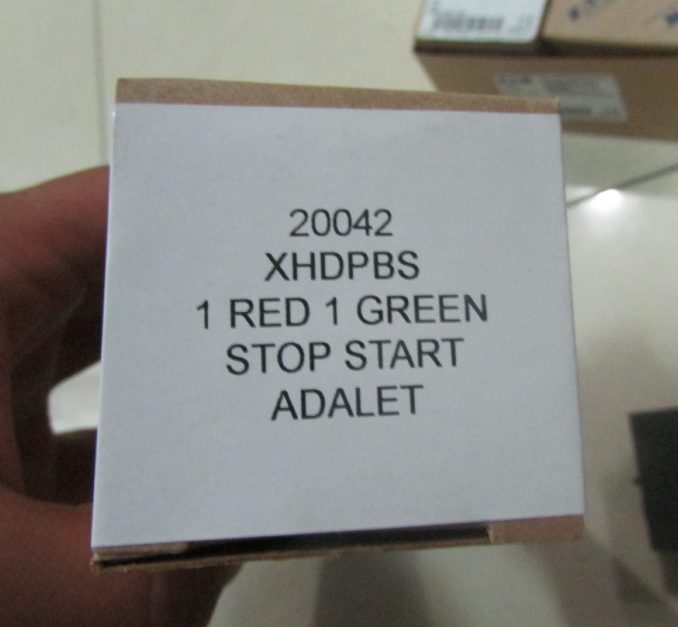 20042
XHDPBS
1 RED 1 GREEN
STOP START
ADALET